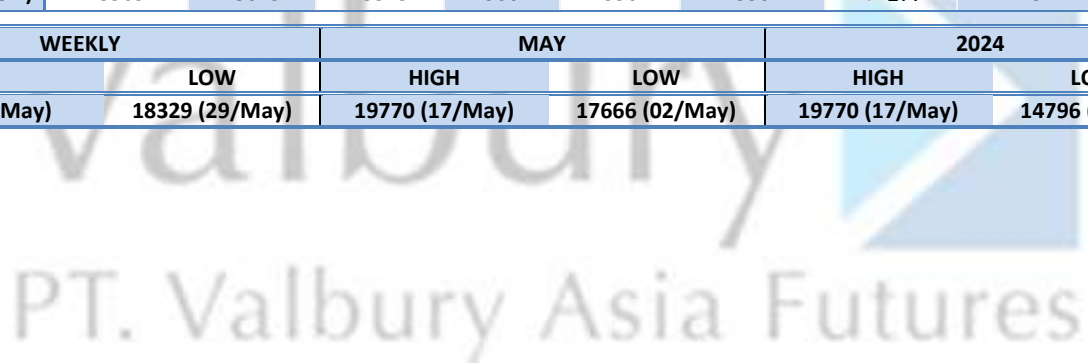 WEEKLY MAY 2024
LOW HIGH LOW HIGH
May) 18329 (29/May) 19770 (17/May) 17666 (02/May) 19770 (17/May) 14796
Valbury
PT. Valbury Asia Futures